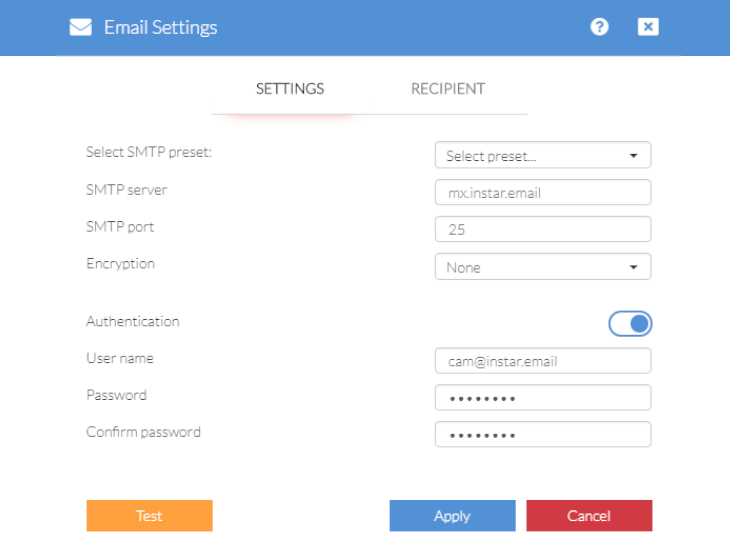 Email Settings
SETTINGS RECIPIENT
Select SMTP preset: Select preset...
SMTP server mx.instar.email
SMTP port 25
Encryption None
Authentication
User name cam@instar.email
Password ••••••••
Confirm password ••••••••
Test Apply Cancel